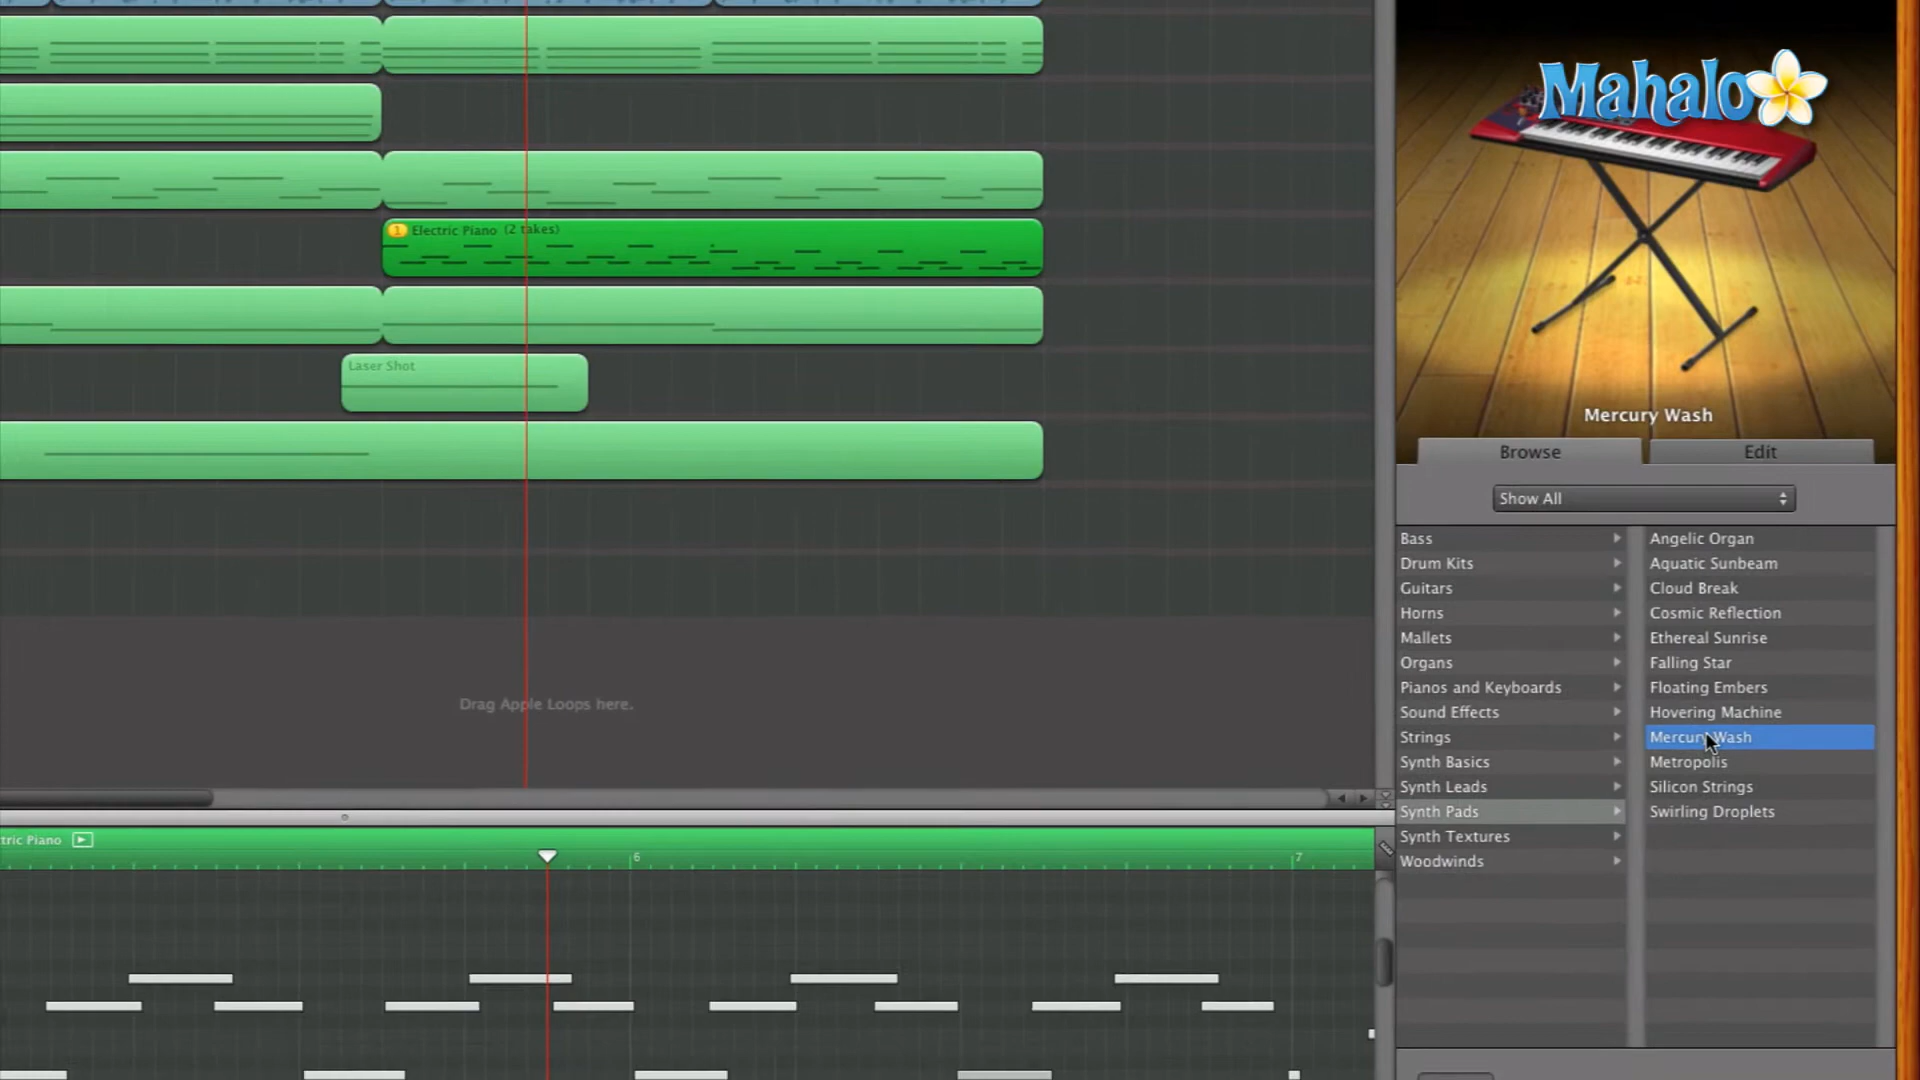 Mahalo
1 Electric Piano (2 takes)
Laser Shot
Mercury Wash
Browse
Edit
Show All
Bass
Drum Kits
Guitars
Horns
Mallets
Organs
Pianos and Keyboards
Sound Effects
Strings
Synth Basics
Synth Leads
Synth Pads
Synth Textures
Woodwinds
Angelic Organ
Aquatic Sunbeam
Cloud Break
Cosmic Reflection
Ethereal Sunrise
Falling Star
Floating Embers
Hovering Machine
Mercury Wash
Metropolis
Silicon Strings
Swirling Droplets
Drag Apple Loops here.
tric Piano
6
7